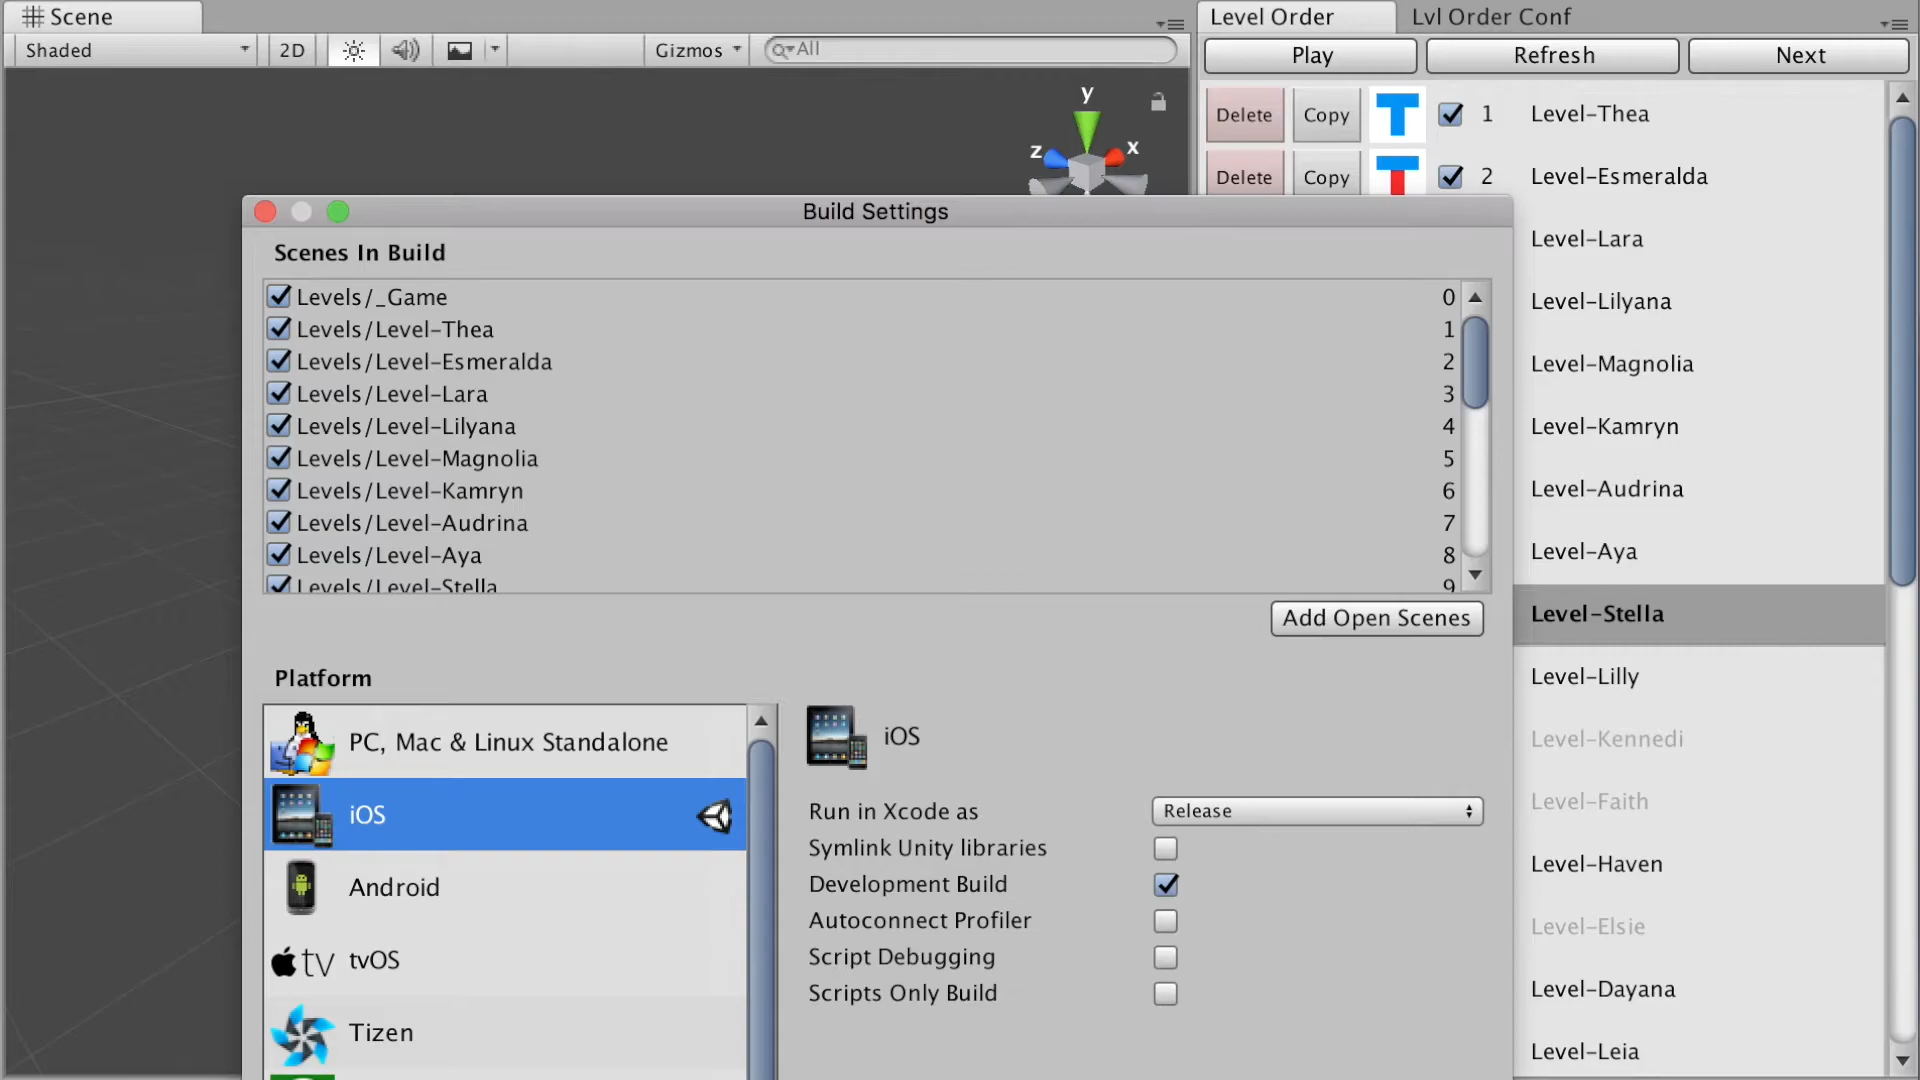 Scene
Level Order
Lvl Order Conf
Shaded
2D
Gizmos
All
Play
Refresh
Next
y
x
z
Delete
Copy
1
Level-Thea
Delete
Copy
2
Level-Esmeralda
Build Settings
Scenes In Build
Levels/_Game 0
Levels/Level-Thea 1
Levels/Level-Esmeralda 2
Levels/Level-Lara 3
Levels/Level-Lilyana 4
Levels/Level-Magnolia 5
Levels/Level-Kamryn 6
Levels/Level-Audrina 7
Levels/Level-Aya 8
Levels/Level-Stella 9
Add Open Scenes
Platform
PC, Mac & Linux Standalone
iOS
Android
tv tvOS
Tizen
iOS
Run in Xcode as
Release
Symlink Unity libraries
Development Build
Autoconnect Profiler
Script Debugging
Scripts Only Build
Level-Lara
Level-Lilyana
Level-Magnolia
Level-Kamryn
Level-Audrina
Level-Aya
Level-Stella
Level-Lilly
Level-Kennedi
Level-Faith
Level-Haven
Level-Elsie
Level-Dayana
Level-Leia